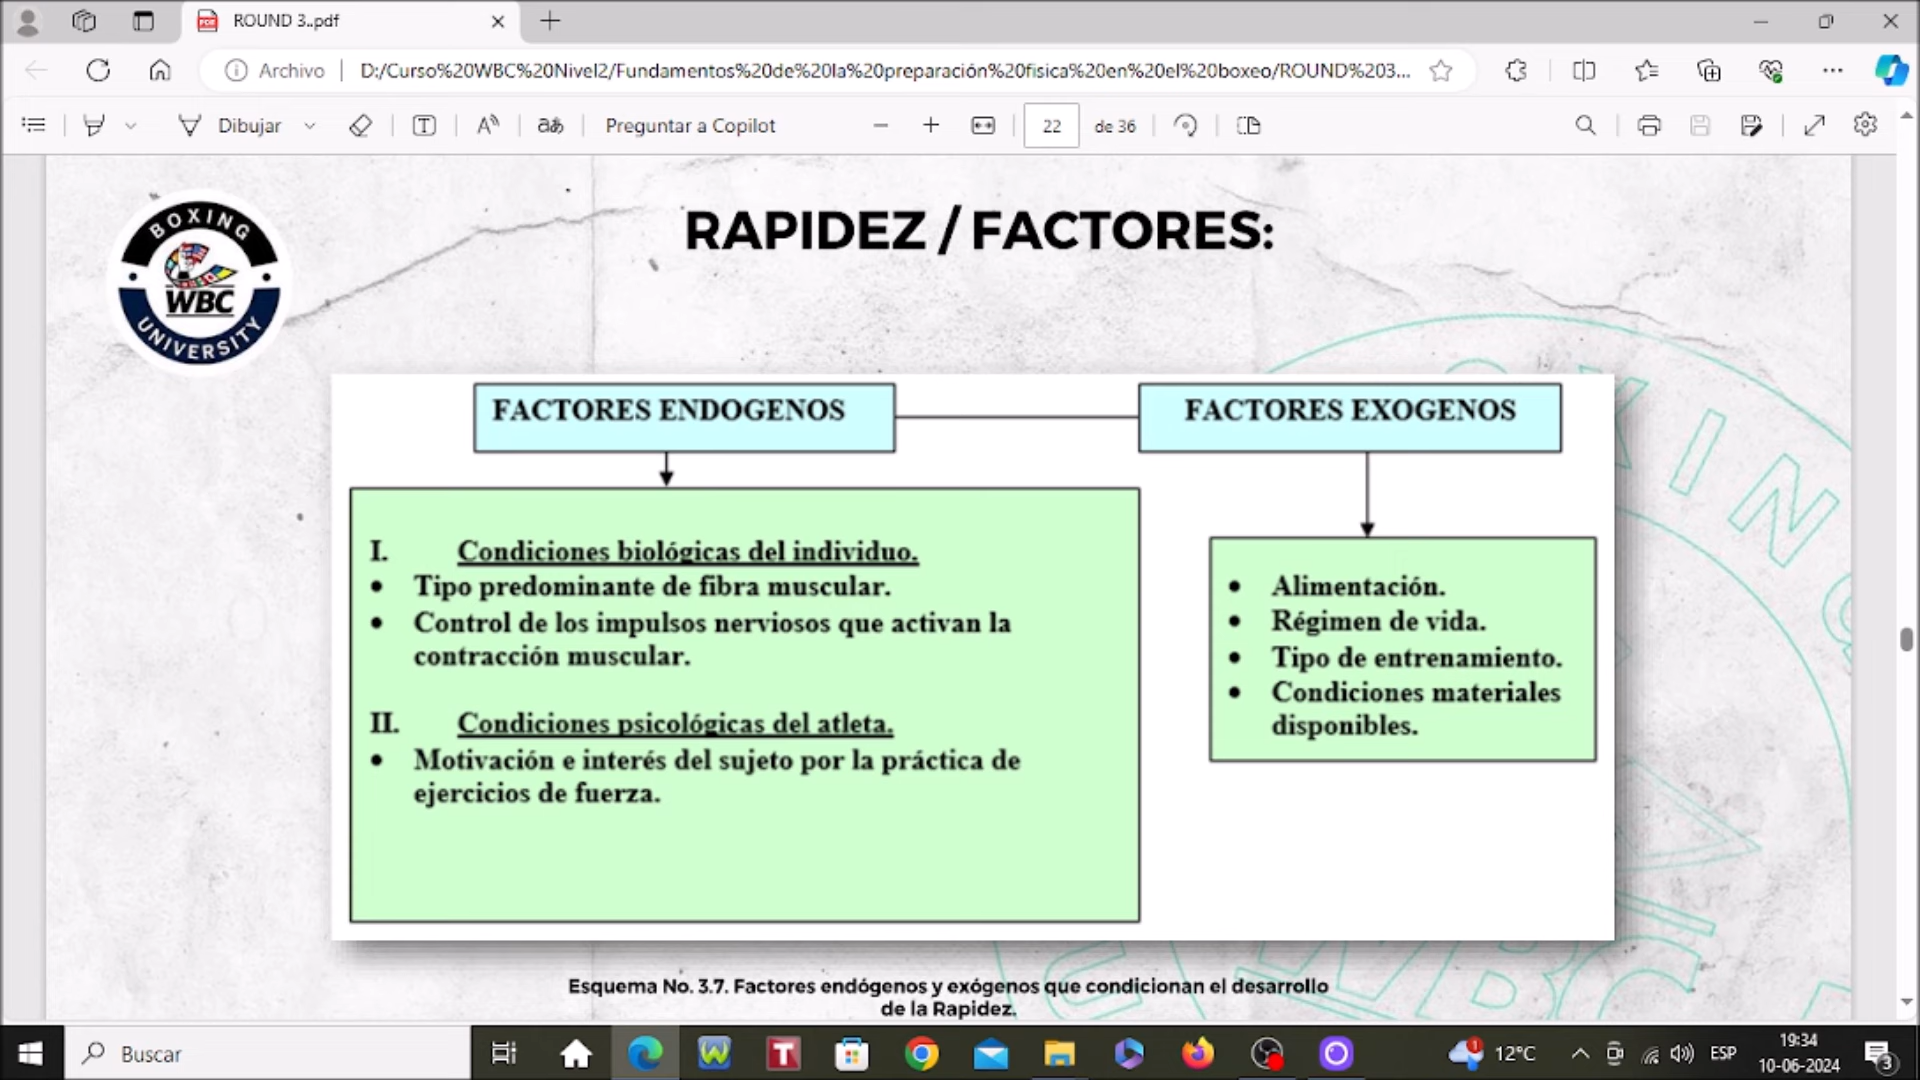 ROUND 3..pdf
Archivo
D:/Curso%20WBC%20Nivel2/Fundamentos%20de%20la%20preparación%20fisica%20en%20el%20boxeo/ROUND%203...
Dibujar
Preguntar a Copilot
22
de 36
BOXING
WBC
UNIVERSITY
RAPIDEZ / FACTORES:
FACTORES ENDOGENOS
FACTORES EXOGENOS
I. Condiciones biológicas del individuo.
• Tipo predominante de fibra muscular.
• Control de los impulsos nerviosos que activan la
contracción muscular.
II. Condiciones psicológicas del atleta.
• Motivación e interés del sujeto por la práctica de
ejercicios de fuerza.
• Alimentación.
• Régimen de vida.
• Tipo de entrenamiento.
• Condiciones materiales
disponibles.
Esquema No. 3.7. Factores endógenos y exógenos que condicionan el desarrollo
de la Rapidez.
Buscar
12°C
ESP
19:34
10-06-2024
3